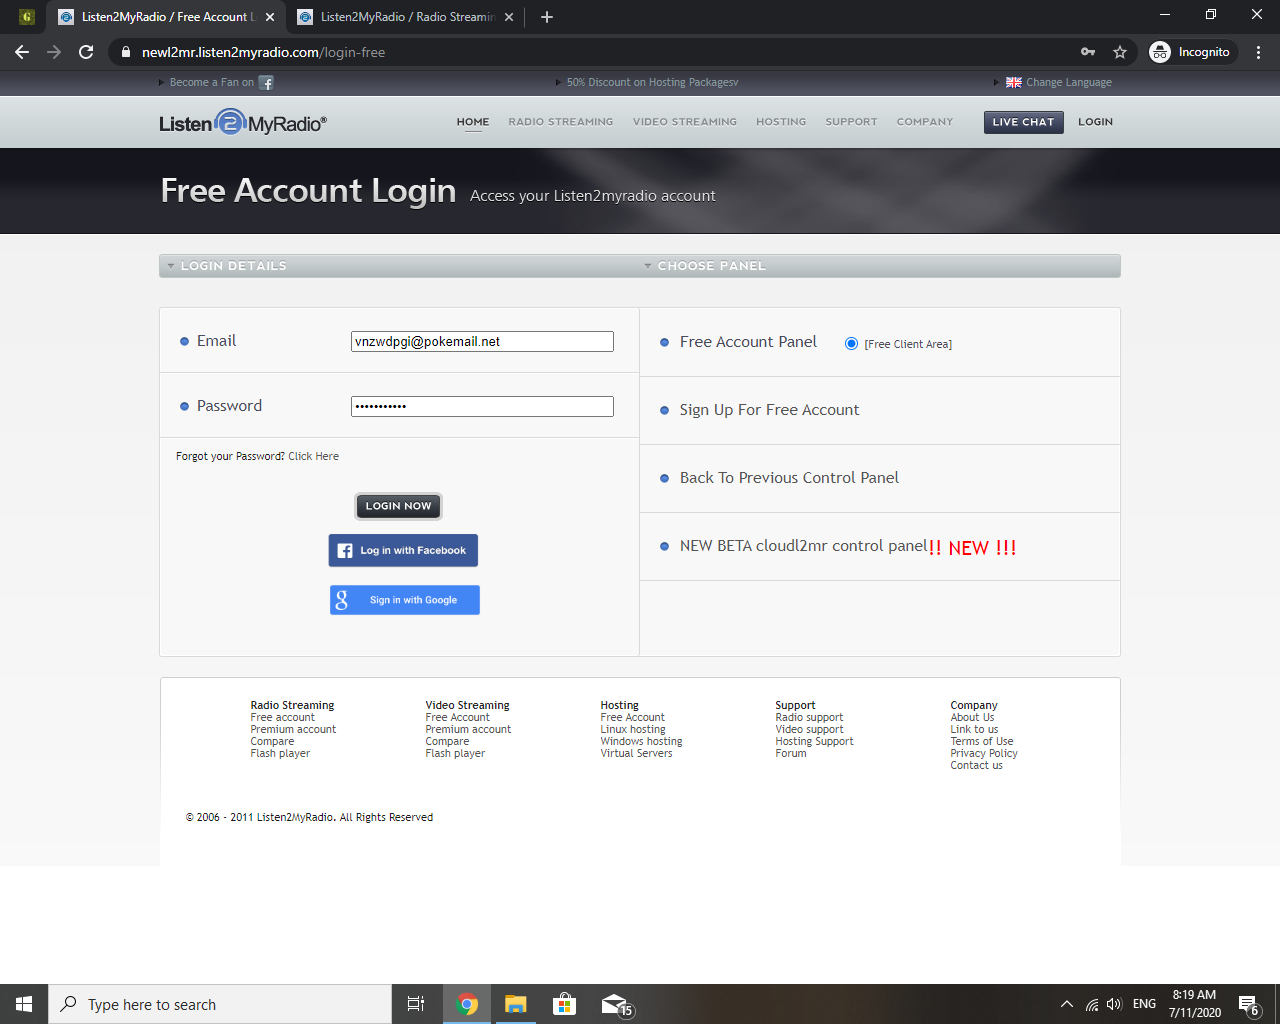 G
Listen2MyRadio / Free Account L
Listen2MyRadio / Radio Streamin
newl2mr.listen2myradio.com/login-free
Incognito
Become a Fan on
50% Discount on Hosting Packagesv
Change Language
Listen2MyRadio®
HOME
RADIO STREAMING
VIDEO STREAMING
HOSTING
SUPPORT
COMPANY
LIVE CHAT
LOGIN
Free Account Login
Access your Listen2myradio account
LOGIN DETAILS
CHOOSE PANEL
Email
vnzwdpgi@pokemail.net
Password
•••••••••••
Forgot your Password? Click Here
LOGIN NOW
Log in with Facebook
Sign in with Google
Free Account Panel
[Free Client Area]
Sign Up For Free Account
Back To Previous Control Panel
NEW BETA cloudl2mr control panel!! NEW !!!
Radio Streaming
Free account
Premium account
Compare
Flash player
Video Streaming
Free Account
Premium account
Compare
Flash player
Hosting
Free Account
Linux hosting
Windows hosting
Virtual Servers
Support
Radio support
Video support
Hosting Support
Forum
Company
About Us
Link to us
Terms of Use
Privacy Policy
Contact us
© 2006 - 2011 Listen2MyRadio. All Rights Reserved
Type here to search
15
ENG
8:19 AM
7/11/2020
6